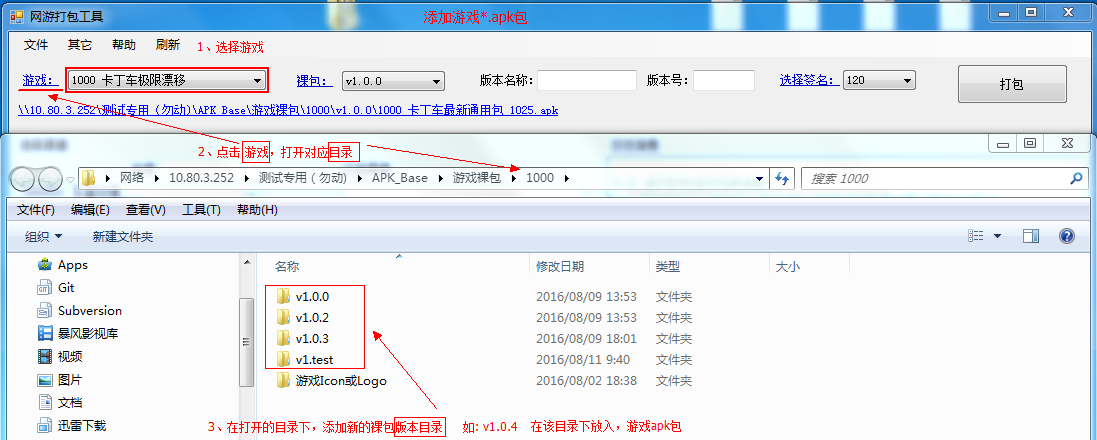 网游打包工具
添加游戏*.apk包
文件 其它 帮助 刷新
1、选择游戏
游戏： 1000 卡丁车极限漂移 裸包： v1.0.0 版本名称： 版本号： 选择签名： 120 打包
\\10.80.3.252\测试专用（勿动）\APK_Base\游戏裸包\1000\v1.0.0\1000_卡丁车最新通用包_1025.apk
2、点击 游戏，打开对应目录
网络 10.80.3.252 测试专用（勿动） APK_Base 游戏裸包 1000 搜索 1000
文件(F) 编辑(E) 查看(V) 工具(T) 帮助(H)
组织 新建文件夹
名称 修改日期 类型 大小
Apps
Git
Subversion
暴风影视库
视频
图片
文档
迅雷下载
v1.0.0 2016/08/09 13:53 文件夹
v1.0.2 2016/08/09 13:53 文件夹
v1.0.3 2016/08/09 18:01 文件夹
v1.test 2016/08/11 9:40 文件夹
游戏Icon或Logo 2016/08/02 18:38 文件夹
3、在打开的目录下，添加新的裸包版本目录 如: v1.0.4 在该目录下放入，游戏apk包